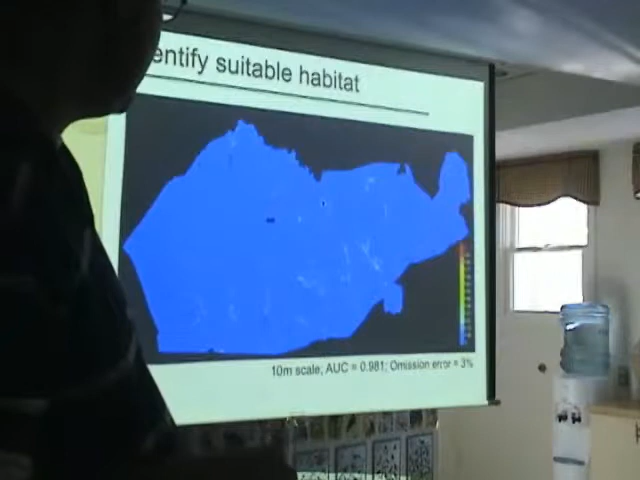 entify suitable habitat
10m scale, AUC = 0.981; Omission error = 3%